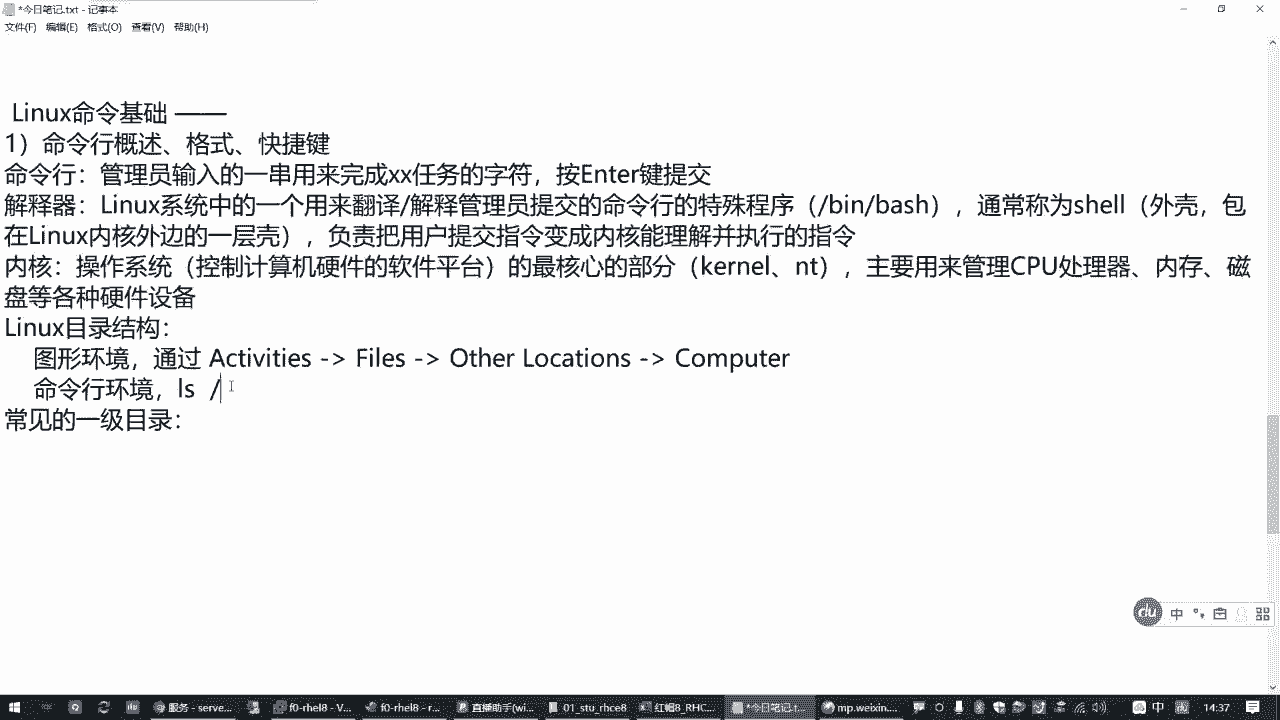 *今日笔记.txt - 记事本
文件(F) 编辑(E) 格式(O) 查看(V) 帮助(H)
Linux命令基础 ——
1）命令行概述、格式、快捷键
命令行：管理员输入的一串用来完成xx任务的字符，按Enter键提交
解释器：Linux系统中的一个用来翻译/解释管理员提交的命令行的特殊程序（/bin/bash），通常称为shell（外壳，包
在Linux内核外边的一层壳），负责把用户提交指令变成内核能理解并执行的指令
内核：操作系统（控制计算机硬件的软件平台）的最核心的部分（kernel、nt），主要用来管理CPU处理器、内存、磁
盘等各种硬件设备
Linux目录结构：
图形环境，通过 Activities -> Files -> Other Locations -> Computer
命令行环境，ls /
常见的一级目录：
du 中
服务 - serve... f0-rhel8 - V... f0-rhel8 - r... 直播助手(wi... 01_stu_rhce8 红帽8_RHC... *今日笔记.t... mp.weixin.... 中 14:37